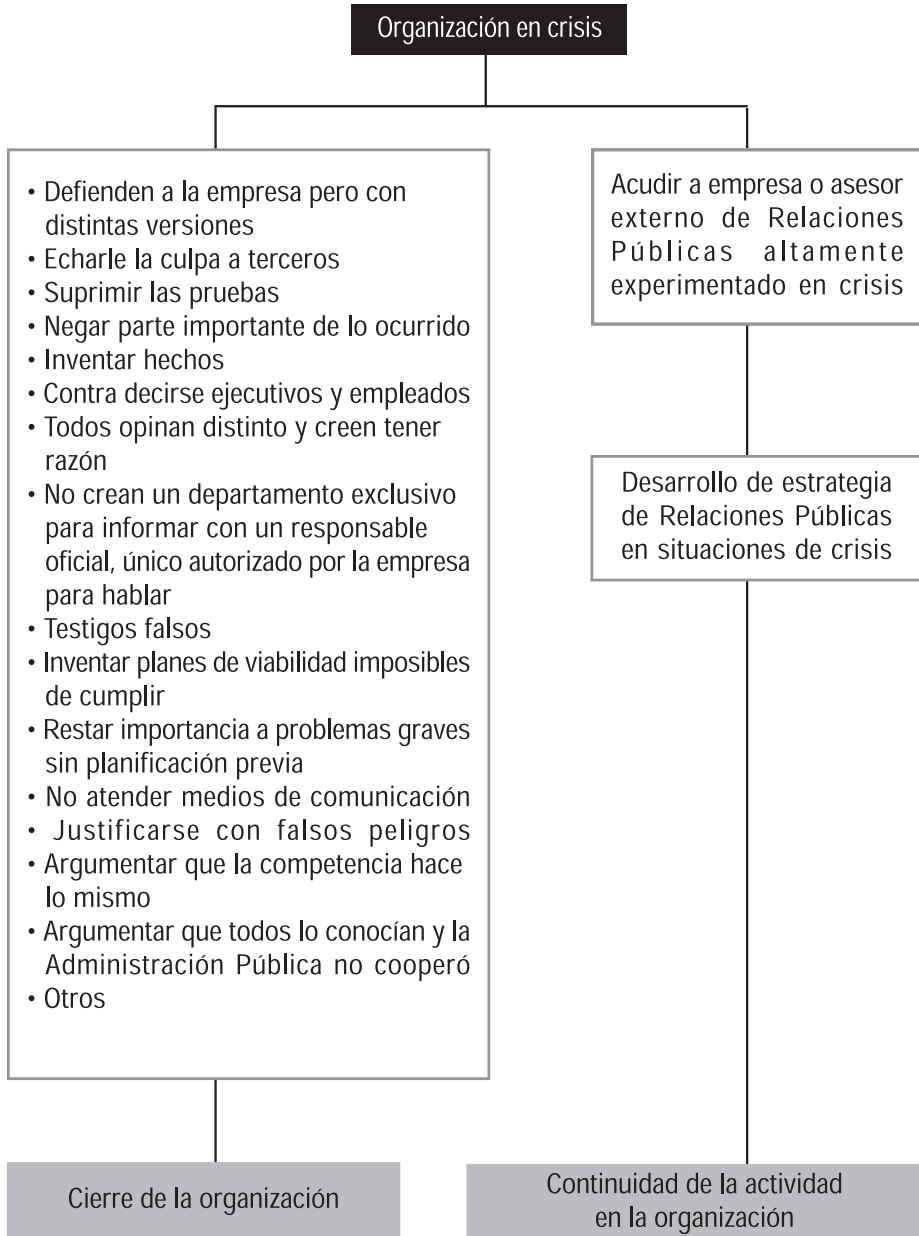 Organización en crisis
• Defienden a la empresa pero con
distintas versiones
• Echarle la culpa a terceros
• Suprimir las pruebas
• Negar parte importante de lo ocurrido
• Inventar hechos
• Contra decirse ejecutivos y empleados
• Todos opinan distinto y creen tener
razón
• No crean un departamento exclusivo
para informar con un responsable
oficial, único autorizado por la empresa
para hablar
• Testigos falsos
• Inventar planes de viabilidad imposibles
de cumplir
• Restar importancia a problemas graves
sin planificación previa
• No atender medios de comunicación
• Justificarse con falsos peligros
• Argumentar que la competencia hace
lo mismo
• Argumentar que todos lo conocían y la
Administración Pública no cooperó
• Otros
Cierre de la organización
Acudir a empresa o asesor
externo de Relaciones
Públicas altamente
experimentado en crisis
Desarrollo de estrategia
de Relaciones Públicas
en situaciones de crisis
Continuidad de la actividad
en la organización